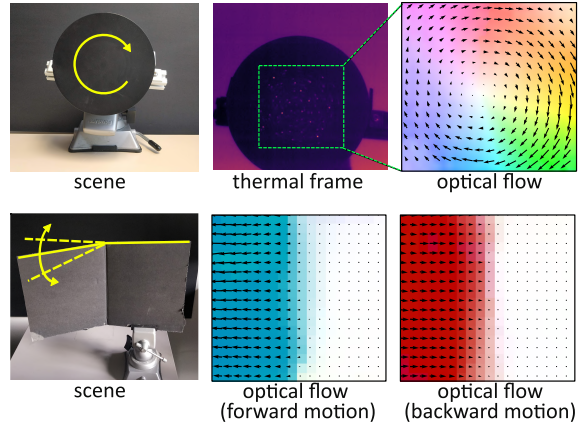 scene
thermal frame
optical flow
scene
optical flow
(forward motion)
optical flow
(backward motion)